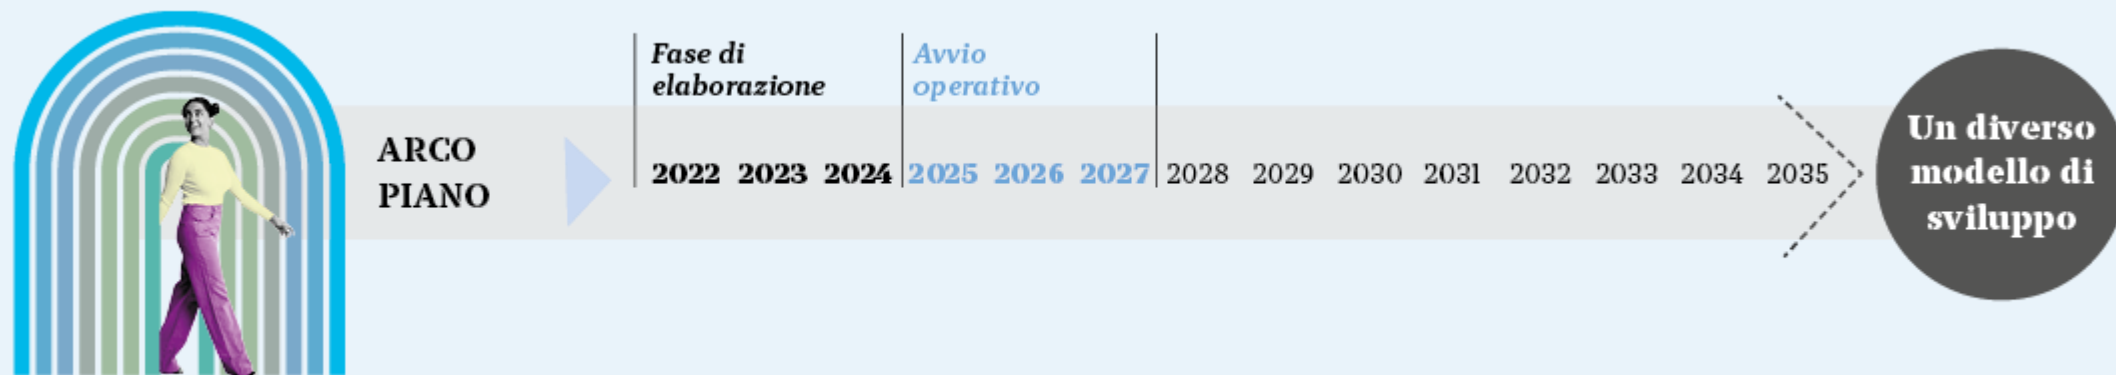 ARCO
PIANO
Fase di
elaborazione
Avvio
operativo
2022 2023 2024 2025 2026 2027 2028 2029 2030 2031 2032 2033 2034 2035
Un diverso
modello di
sviluppo